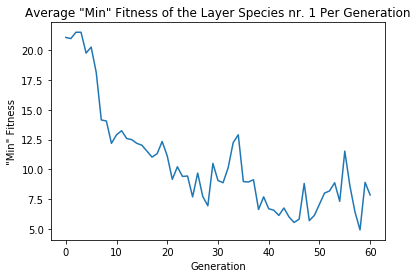 Average "Min" Fitness of the Layer Species nr. 1 Per Generation
20.0
17.5
15.0
12.5
10.0
7.5
5.0
"Min" Fitness
0 10 20 30 40 50 60
Generation